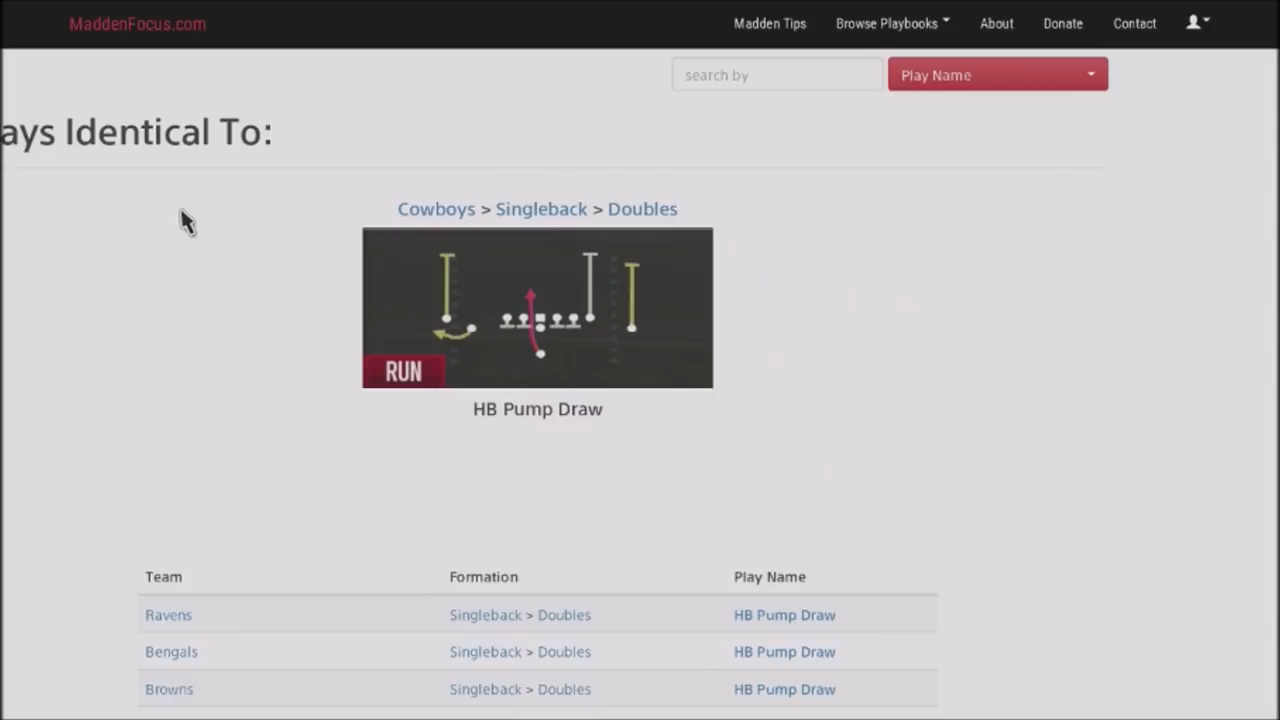 MaddenFocus.com Madden Tips Browse Playbooks About Donate Contact
search by Play Name
ays Identical To:
Cowboys > Singleback > Doubles
RUN
HB Pump Draw
Team Formation Play Name
Ravens Singleback > Doubles HB Pump Draw
Bengals Singleback > Doubles HB Pump Draw
Browns Singleback > Doubles HB Pump Draw